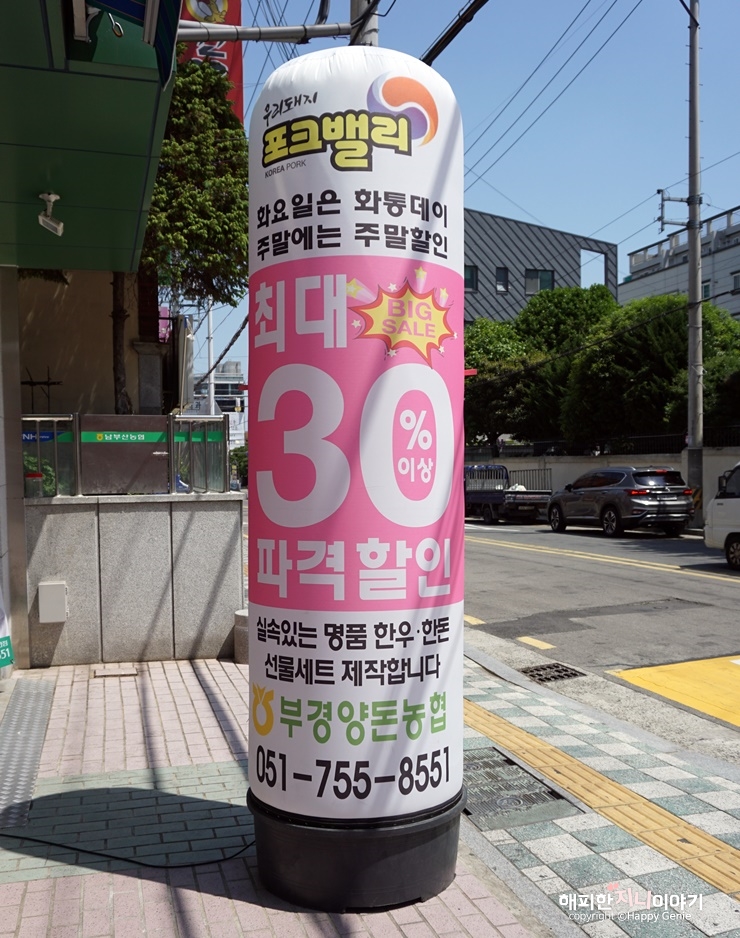 우리돼지
포크밸리
KOREA PORK
화요일은 화통데이
주말에는 주말할인
최대
BIG
SALE
30%
이상
파격할인
실속있는 명품 한우·한돈
선물세트 제작합니다
부경양돈농협
051-755-8551
NH
남부산농협
해피한지니이야기
copyright ©Happy Genie